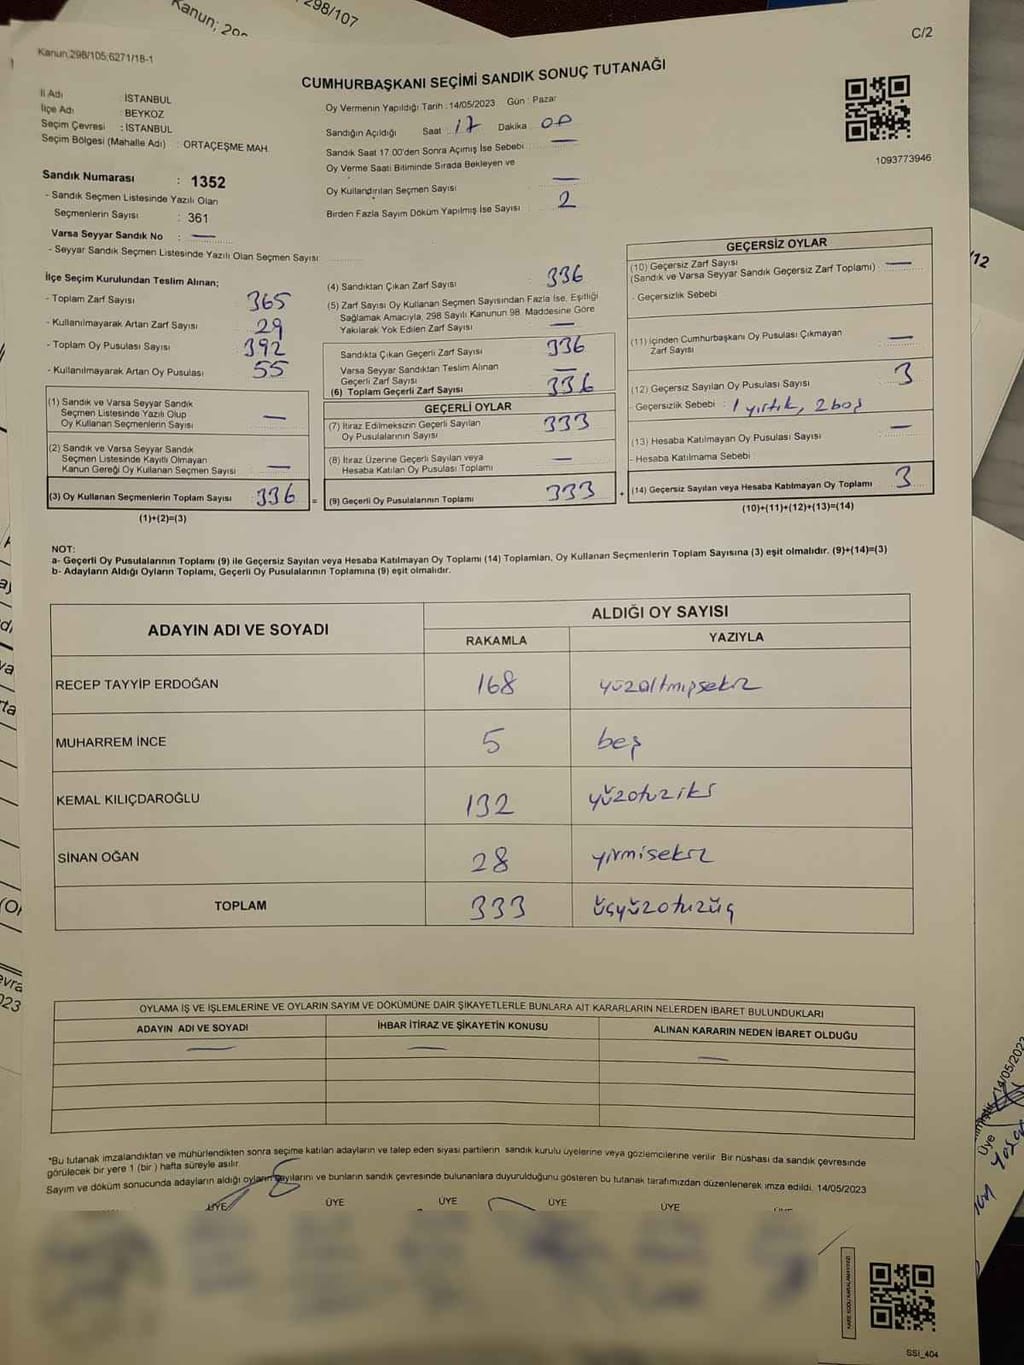 Kanun; 298/107
C/2
Kanun;298/105;6271/18-1
CUMHURBAŞKANI SEÇİMİ SANDIK SONUÇ TUTANAĞI
İl Adı : İSTANBUL
İlçe Adı : BEYKOZ
Seçim Çevresi : İSTANBUL
Seçim Bölgesi (Mahalle Adı) : ORTAÇEŞME MAH.
Sandık Numarası : 1352
- Sandık Seçmen Listesinde Yazılı Olan
Seçmenlerin Sayısı : 361
Varsa Seyyar Sandık No : —
- Seyyar Sandık Seçmen Listesinde Yazılı Olan Seçmen Sayısı
Oy Vermenin Yapıldığı Tarih : 14/05/2023 Gün : Pazar
Sandığın Açıldığı Saat 17 Dakika 00
Sandık Saat 17.00'den Sonra Açımış İse Sebebi : —
Oy Verme Saati Bitiminde Sırada Bekleyen ve
Oy Kullandırılan Seçmen Sayısı : —
Birden Fazla Sayım Döküm Yapılmış İse Sayısı : 2
1093773946
İlçe Seçim Kurulundan Teslim Alınan;
- Toplam Zarf Sayısı 365
- Kullanılmayarak Artan Zarf Sayısı 29
- Toplam Oy Pusulası Sayısı 392
- Kullanılmayarak Artan Oy Pusulası 55
(1) Sandık ve Varsa Seyyar Sandık
Seçmen Listesinde Yazılı Olup
Oy Kullanan Seçmenlerin Sayısı —
(2) Sandık ve Varsa Seyyar Sandık
Seçmen Listesinde Kayıtlı Olmayan
Kanun Gereği Oy Kullanan Seçmen Sayısı —
(3) Oy Kullanan Seçmenlerin Toplam Sayısı 336 =
(1)+(2)=(3)
(4) Sandıktan Çıkan Zarf Sayısı 336
(5) Zarf Sayısı Oy Kullanan Seçmen Sayısından Fazla İse, Eşitliği
Sağlamak Amacıyla, 298 Sayılı Kanunun 98. Maddesine Göre
Yakılarak Yok Edilen Zarf Sayısı —
Sandıkta Çıkan Geçerli Zarf Sayısı 336
Varsa Seyyar Sandıktan Teslim Alınan
Geçerli Zarf Sayısı —
(6) Toplam Geçerli Zarf Sayısı 336
GEÇERLİ OYLAR
(7) İtiraz Edilmeksizin Geçerli Sayılan
Oy Pusulalarının Sayısı 333
(8) İtiraz Üzerine Geçerli Sayılan veya
Hesaba Katılan Oy Pusulası Toplamı —
(9) Geçerli Oy Pusulalarının Toplamı 333 +
GEÇERSİZ OYLAR
(10) Geçersiz Zarf Sayısı —
(Sandık ve Varsa Seyyar Sandık Geçersiz Zarf Toplamı)
- Geçersizlik Sebebi
(11) İçinden Cumhurbaşkanı Oy Pusulası Çıkmayan
Zarf Sayısı —
(12) Geçersiz Sayılan Oy Pusulası Sayısı 3
- Geçersizlik Sebebi : 1 yırtık, 2 boş
(13) Hesaba Katılmayan Oy Pusulası Sayısı —
- Hesaba Katılmama Sebebi
(14) Geçersiz Sayılan veya Hesaba Katılmayan Oy Toplamı 3
(10)+(11)+(12)+(13)=(14)
NOT:
a- Geçerli Oy Pusulalarının Toplamı (9) ile Geçersiz Sayılan veya Hesaba Katılmayan Oy Toplamı (14) Toplamları, Oy Kullanan Seçmenlerin Toplam Sayısına (3) eşit olmalıdır. (9)+(14)=(3)
b- Adayların Aldığı Oyların Toplamı, Geçerli Oy Pusulalarının Toplamına (9) eşit olmalıdır.
ADAYIN ADI VE SOYADI ALDIĞI OY SAYISI
RAKAMLA YAZIYLA
RECEP TAYYİP ERDOĞAN 168 yüzaltmışsekiz
MUHARREM İNCE 5 beş
KEMAL KILIÇDAROĞLU 132 yüzotuziki
SİNAN OĞAN 28 yirmisekiz
TOPLAM 333 üçyüzotuzüç
OYLAMA İŞ VE İŞLEMLERİNE VE OYLARIN SAYIM VE DÖKÜMÜNE DAİR ŞİKAYETLERLE BUNLARA AİT KARARLARIN NELERDEN İBARET BULUNDUKLARI
ADAYIN ADI VE SOYADI İHBAR İTİRAZ VE ŞİKAYETİN KONUSU ALINAN KARARIN NEDEN İBARET OLDUĞU
— — —
*Bu tutanak imzalandıktan ve mühürlendikten sonra seçime katılan adayların ve talep eden siyasi partilerin sandık kurulu üyelerine veya gözlemcilerine verilir. Bir nüshası da sandık çevresinde
görülecek bir yere 1 (bir) hafta süreyle asılır.
Sayım ve döküm sonucunda adayların aldığı oyların sayılarını ve bunların sandık çevresinde bulunanlara duyurulduğunu gösteren bu tutanak tarafımızdan düzenlenerek imza edildi. 14/05/2023
ÜYE ÜYE ÜYE ÜYE ÜYE
SSI_404